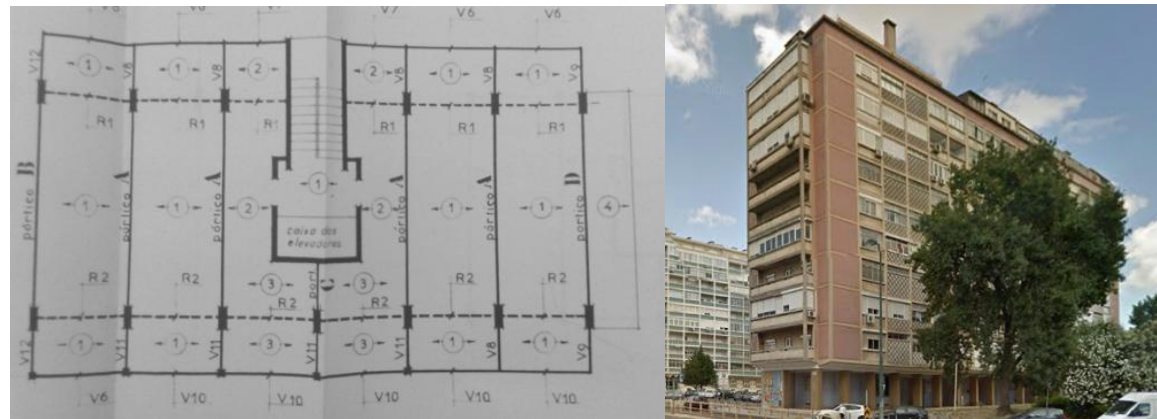 V7 V6 V6
V12 1 V8 1 V8 2 2 V8 1 V8 1 V9
R1 R1 R1 R1 R1 R1
1
pórtico B 1 pórtico A 1 pórtico A 2 2 pórtico A 1 pórtico A 1 pórtico D 4
caixa dos
elevadores
R2 R2 3 port C 3 R2 R2
R2 R2
V12 1 V11 1 V11 3 V11 3 V11 1 V8 1 V9
V6 V10 V10 V10 V10 V10